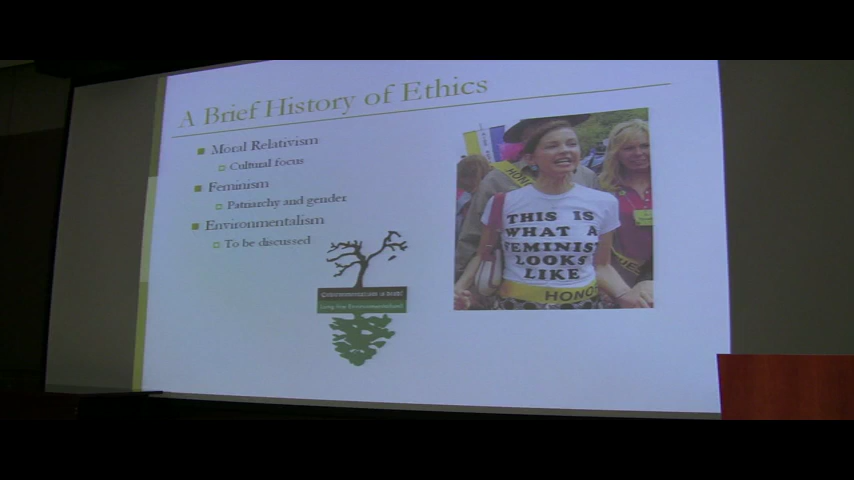 A Brief History of Ethics
Moral Relativism
Cultural focus
Feminism
Patriarchy and gender
Environmentalism
To be discussed
THIS IS
WHAT A
FEMINIS
LOOKS
LIKE
HONO